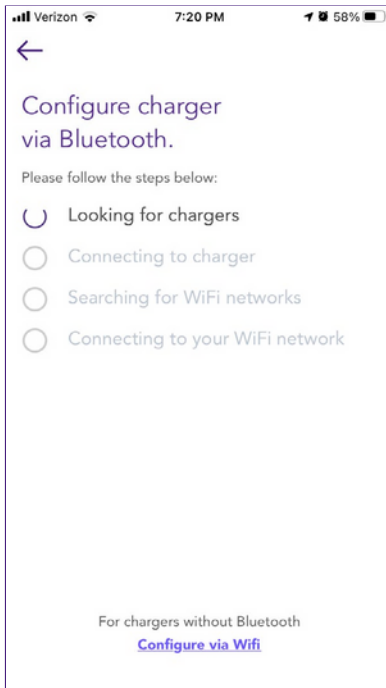 Verizon 7:20 PM 58%
Configure charger
via Bluetooth.
Please follow the steps below:
Looking for chargers
Connecting to charger
Searching for WiFi networks
Connecting to your WiFi network
For chargers without Bluetooth
Configure via Wifi